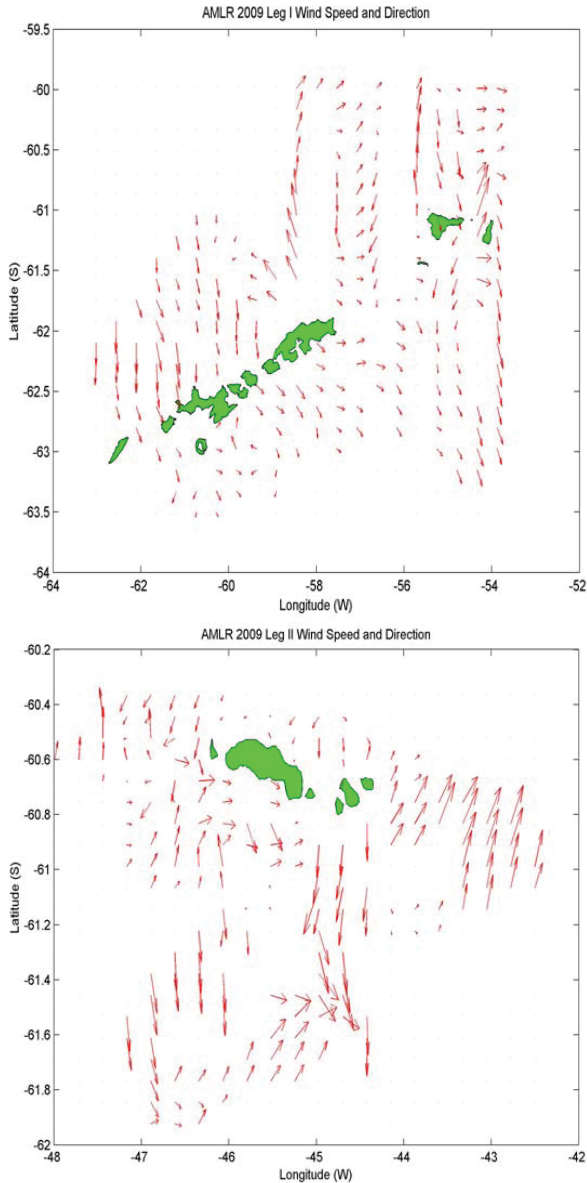 AMLR 2009 Leg I Wind Speed and Direction
-59.5
-60
-60.5
-61
-61.5
-62
-62.5
-63
-63.5
-64
Latitude (S)
-64 -62 -60 -58 -56 -54 -52
Longitude (W)
AMLR 2009 Leg II Wind Speed and Direction
-60.2
-60.4
-60.6
-60.8
-61
-61.2
-61.4
-61.6
-61.8
-62
Latitude (S)
-48 -47 -46 -45 -44 -43 -42
Longitude (W)